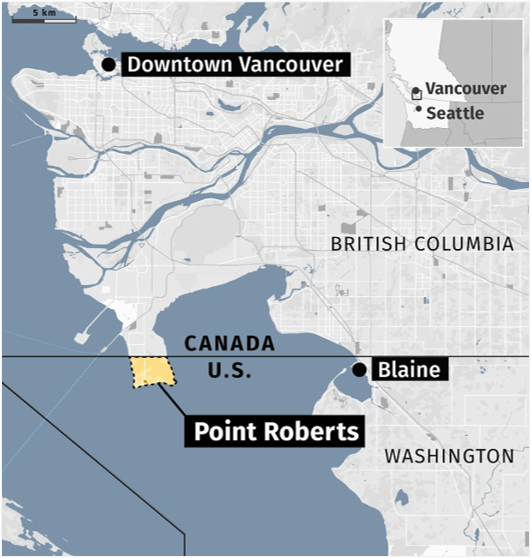 5 km
Downtown Vancouver
Vancouver
Seattle
BRITISH COLUMBIA
CANADA
U.S.
Blaine
Point Roberts
WASHINGTON